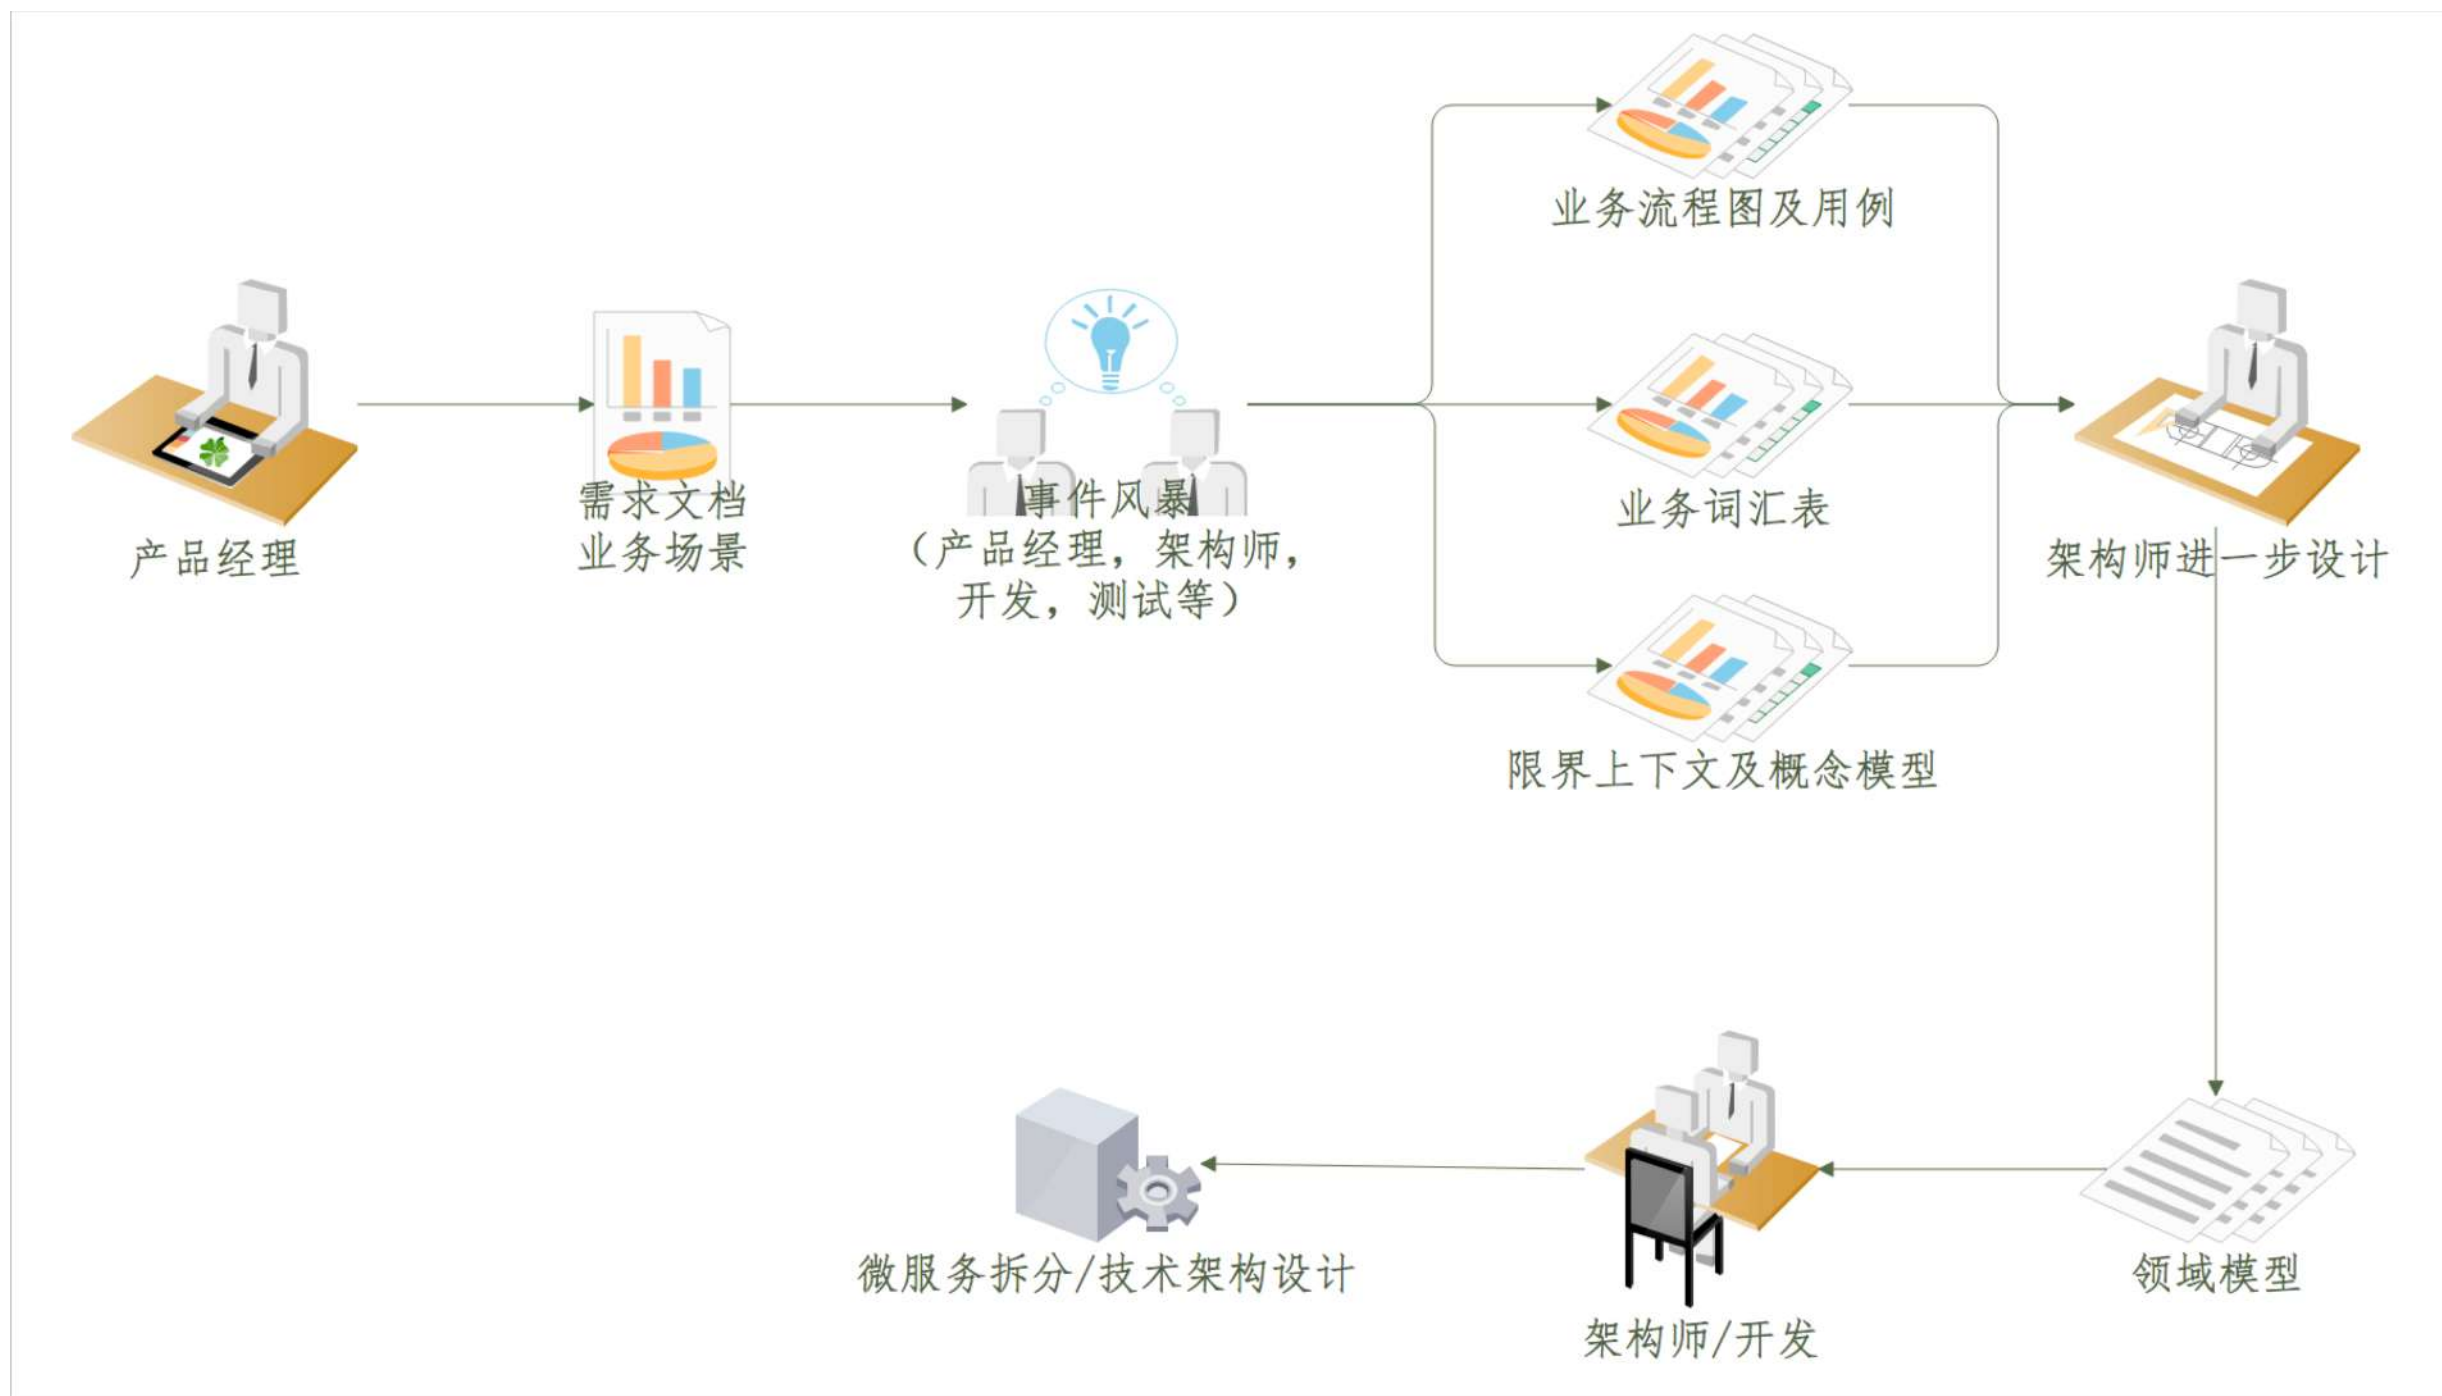 业务流程图及用例
业务词汇表
限界上下文及概念模型
产品经理
需求文档
业务场景
事件风暴
（产品经理，架构师，
开发，测试等）
架构师进一步设计
领域模型
架构师/开发
微服务拆分/技术架构设计